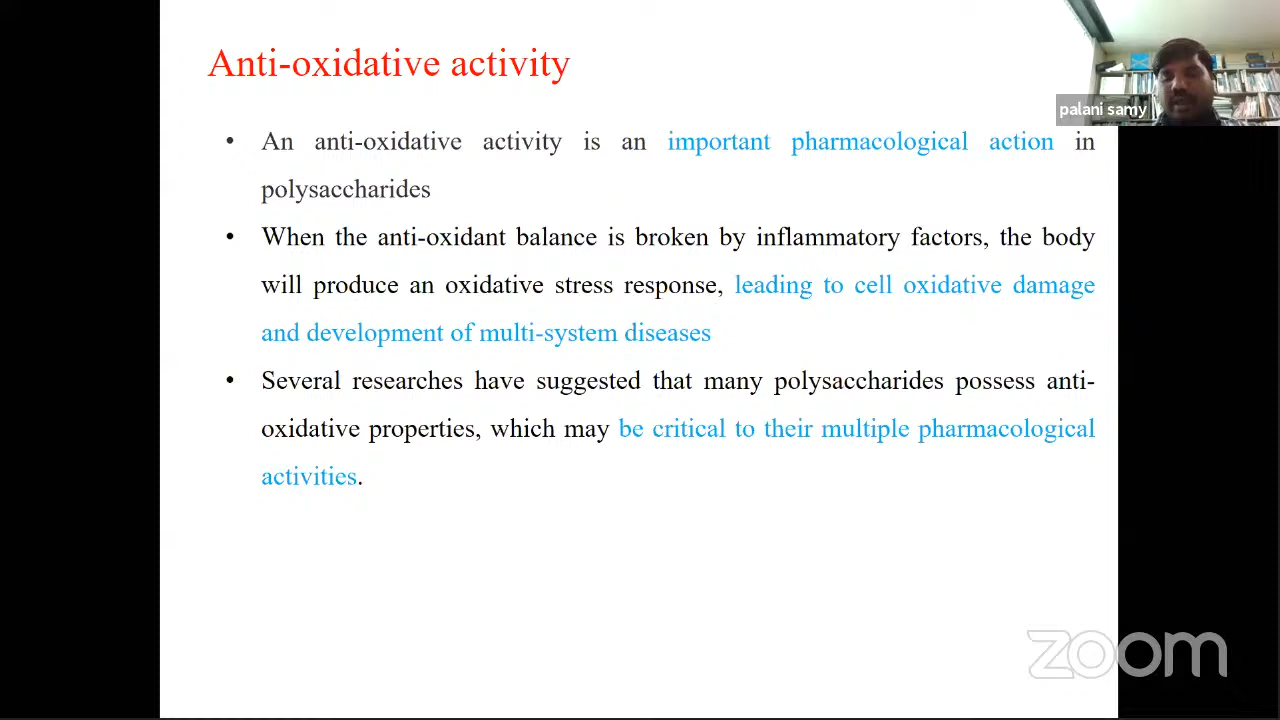 Anti-oxidative activity
palani samy
• An anti-oxidative activity is an important pharmacological action in
polysaccharides
• When the anti-oxidant balance is broken by inflammatory factors, the body
will produce an oxidative stress response, leading to cell oxidative damage
and development of multi-system diseases
• Several researches have suggested that many polysaccharides possess anti-
oxidative properties, which may be critical to their multiple pharmacological
activities.
zoom